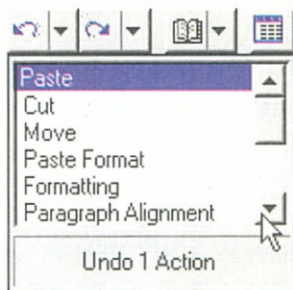 Paste
Cut
Move
Paste Format
Formatting
Paragraph Alignment
Undo 1 Action